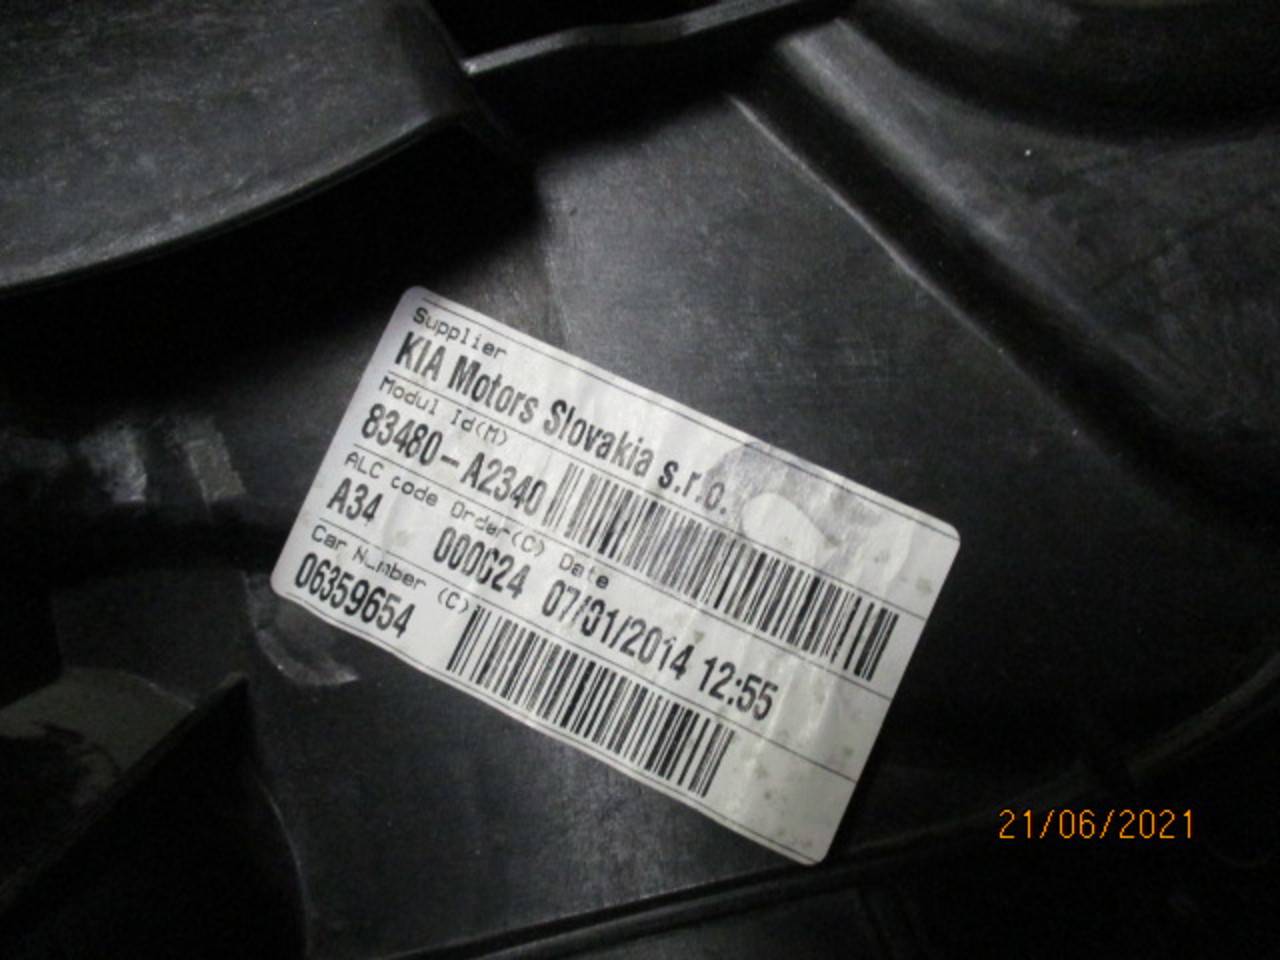 Supplier
KIA Motors Slovakia s.r.o.
Modul Id(M)
83480-A2340
ALC code Order(C) Date
A34 000024 07/01/2014 12:55
Car Number (C)
06359654
21/06/2021